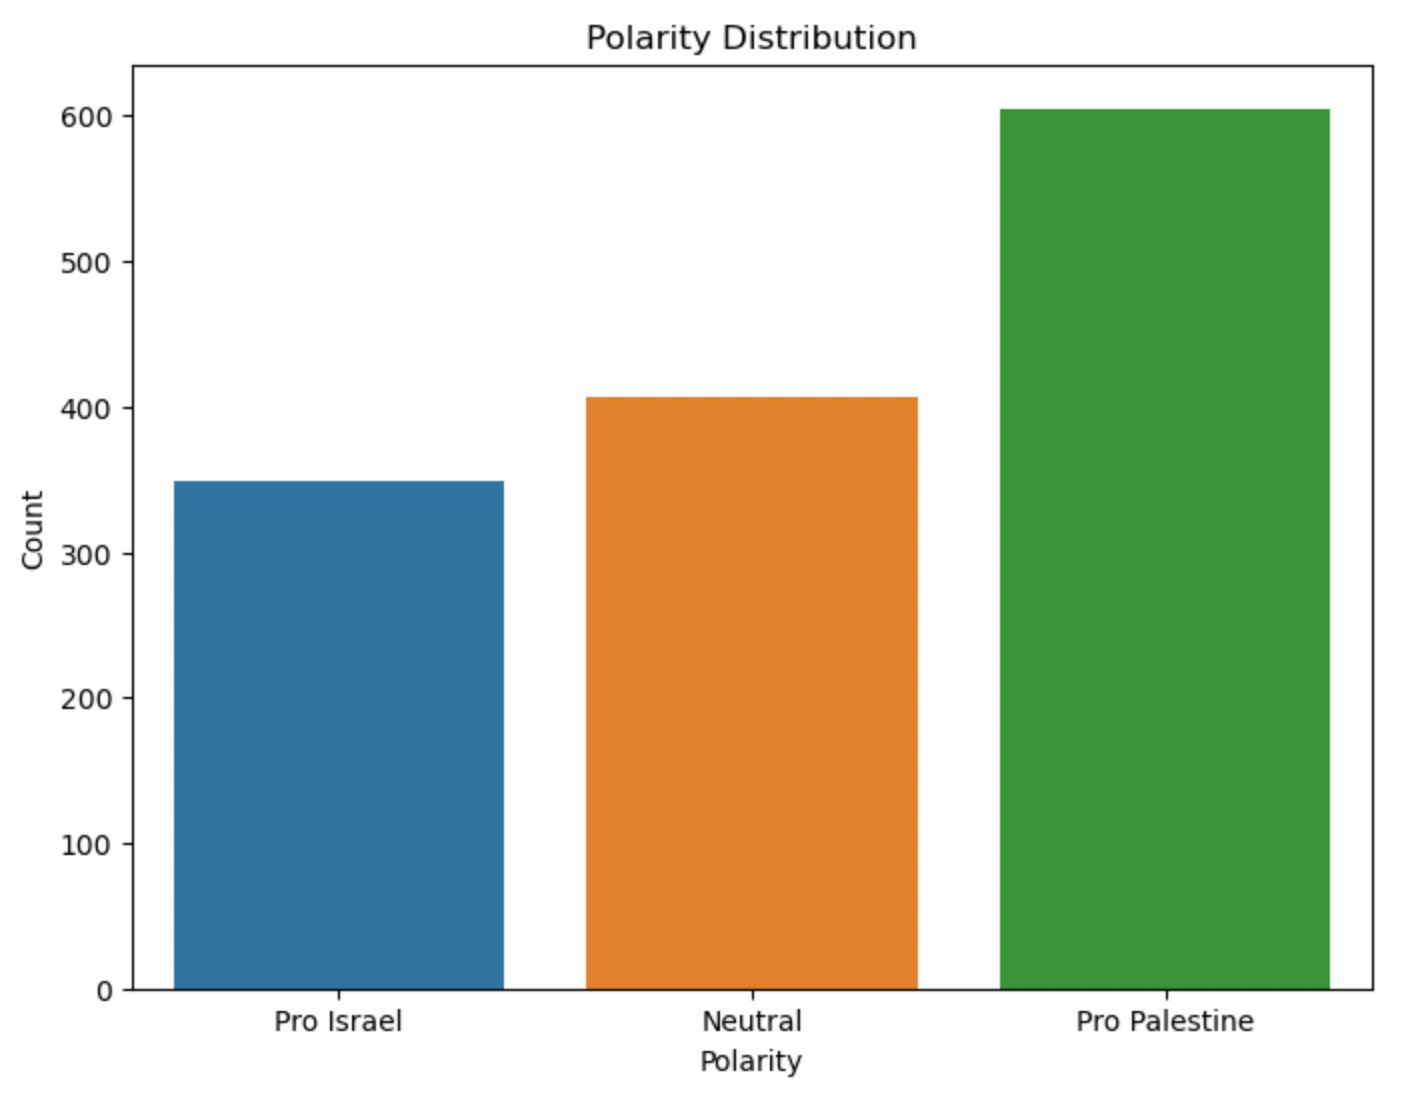 Polarity Distribution
600
500
400
300
200
100
0
Count
Pro Israel
Neutral
Pro Palestine
Polarity